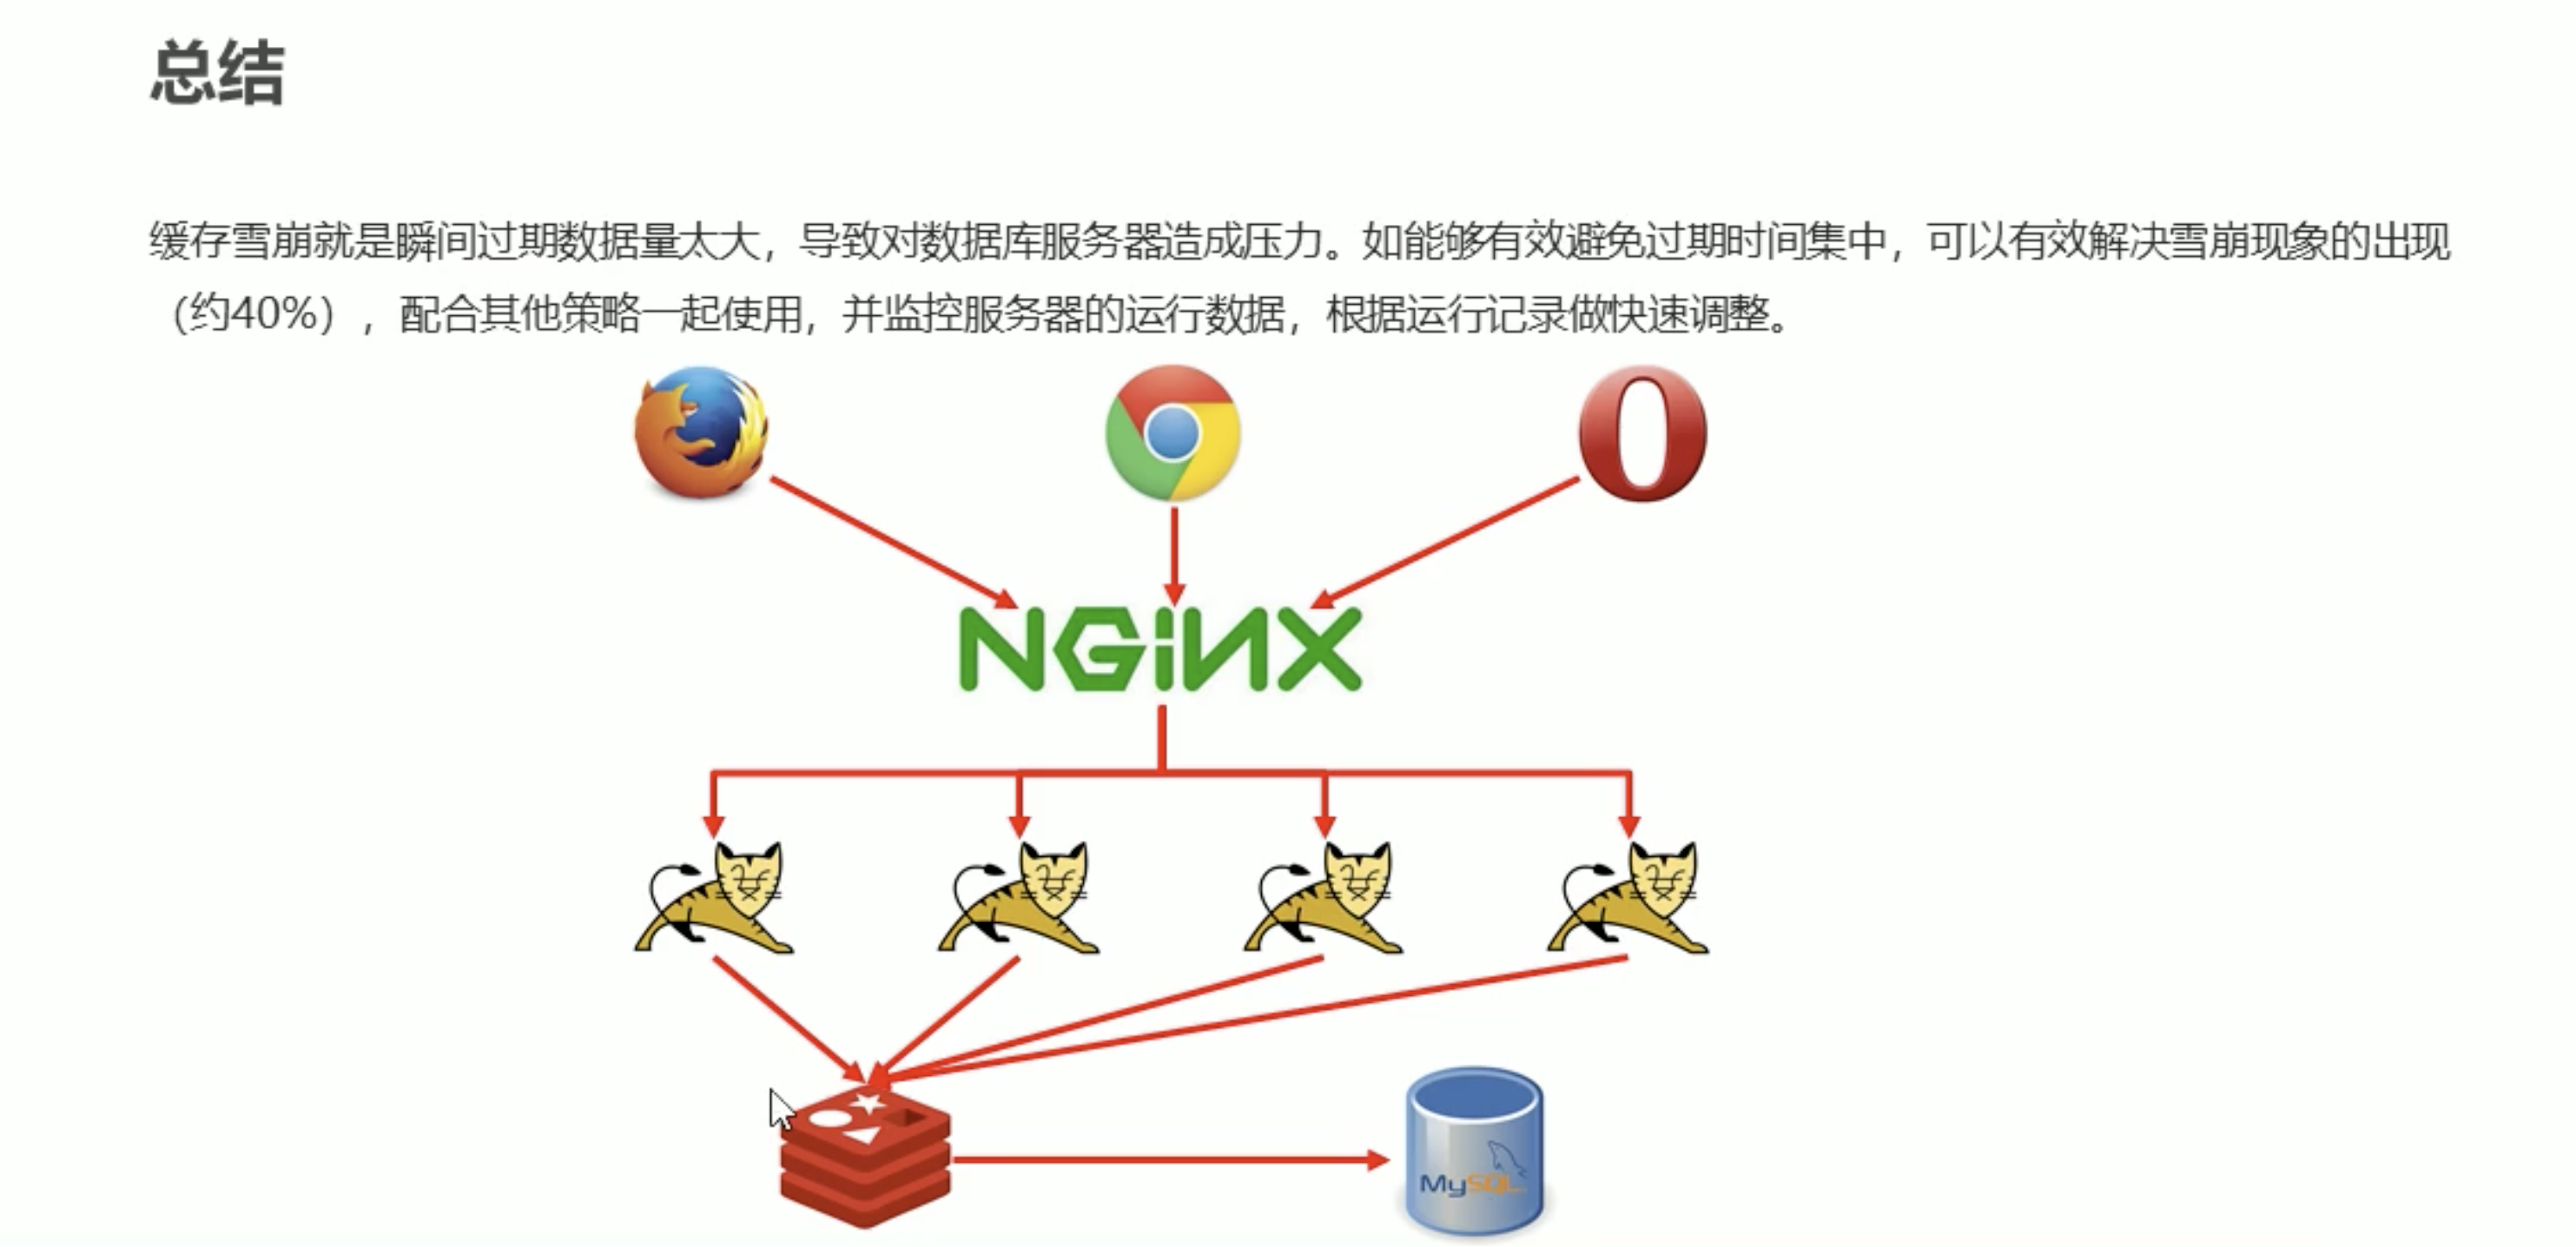 总结
缓存雪崩就是瞬间过期数据量太大，导致对数据库服务器造成压力。如能够有效避免过期时间集中，可以有效解决雪崩现象的出现
（约40%），配合其他策略一起使用，并监控服务器的运行数据，根据运行记录做快速调整。
NGiNX
MySQL